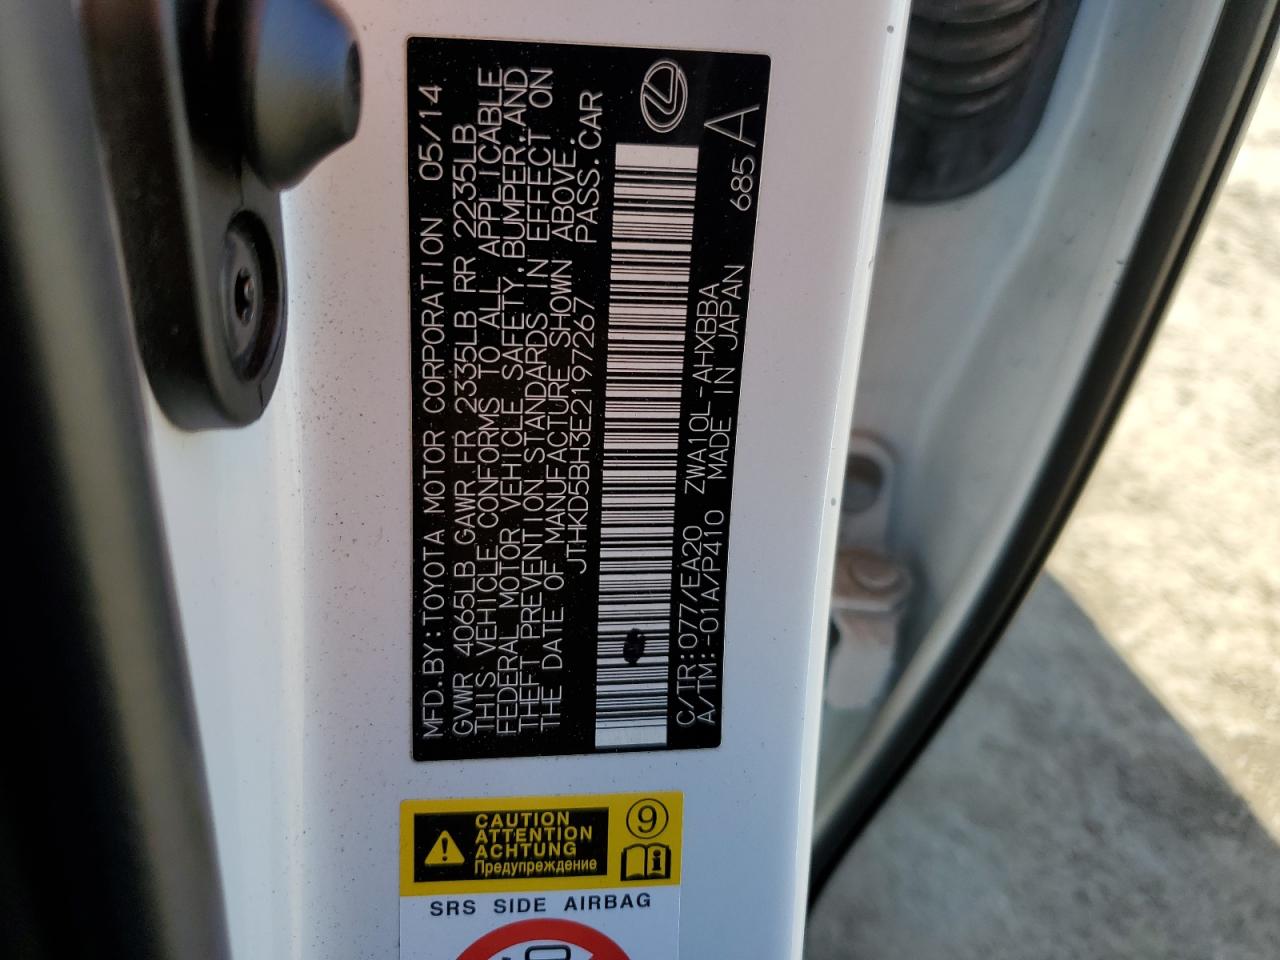 MFD.BY:TOYOTA MOTOR CORPORATION 05/14
GVWR 4065LB GAWR FR 2335LB RR 2235LB
THIS VEHICLE CONFORMS TO ALL APPLICABLE
FEDERAL MOTOR VEHICLE SAFETY,BUMPER,AND
THEFT PREVENTION STANDARDS IN EFFECT ON
THE DATE OF MANUFACTURE SHOWN ABOVE.
JTHKD5BH3E2197267 PASS.CAR
C/TR:077/EA20 ZWA10L-AHXBBA 685A
A/TM:-01A/P410 MADE IN JAPAN
CAUTION
ATTENTION
ACHTUNG
Предупреждение
9
i
SRS SIDE AIRBAG